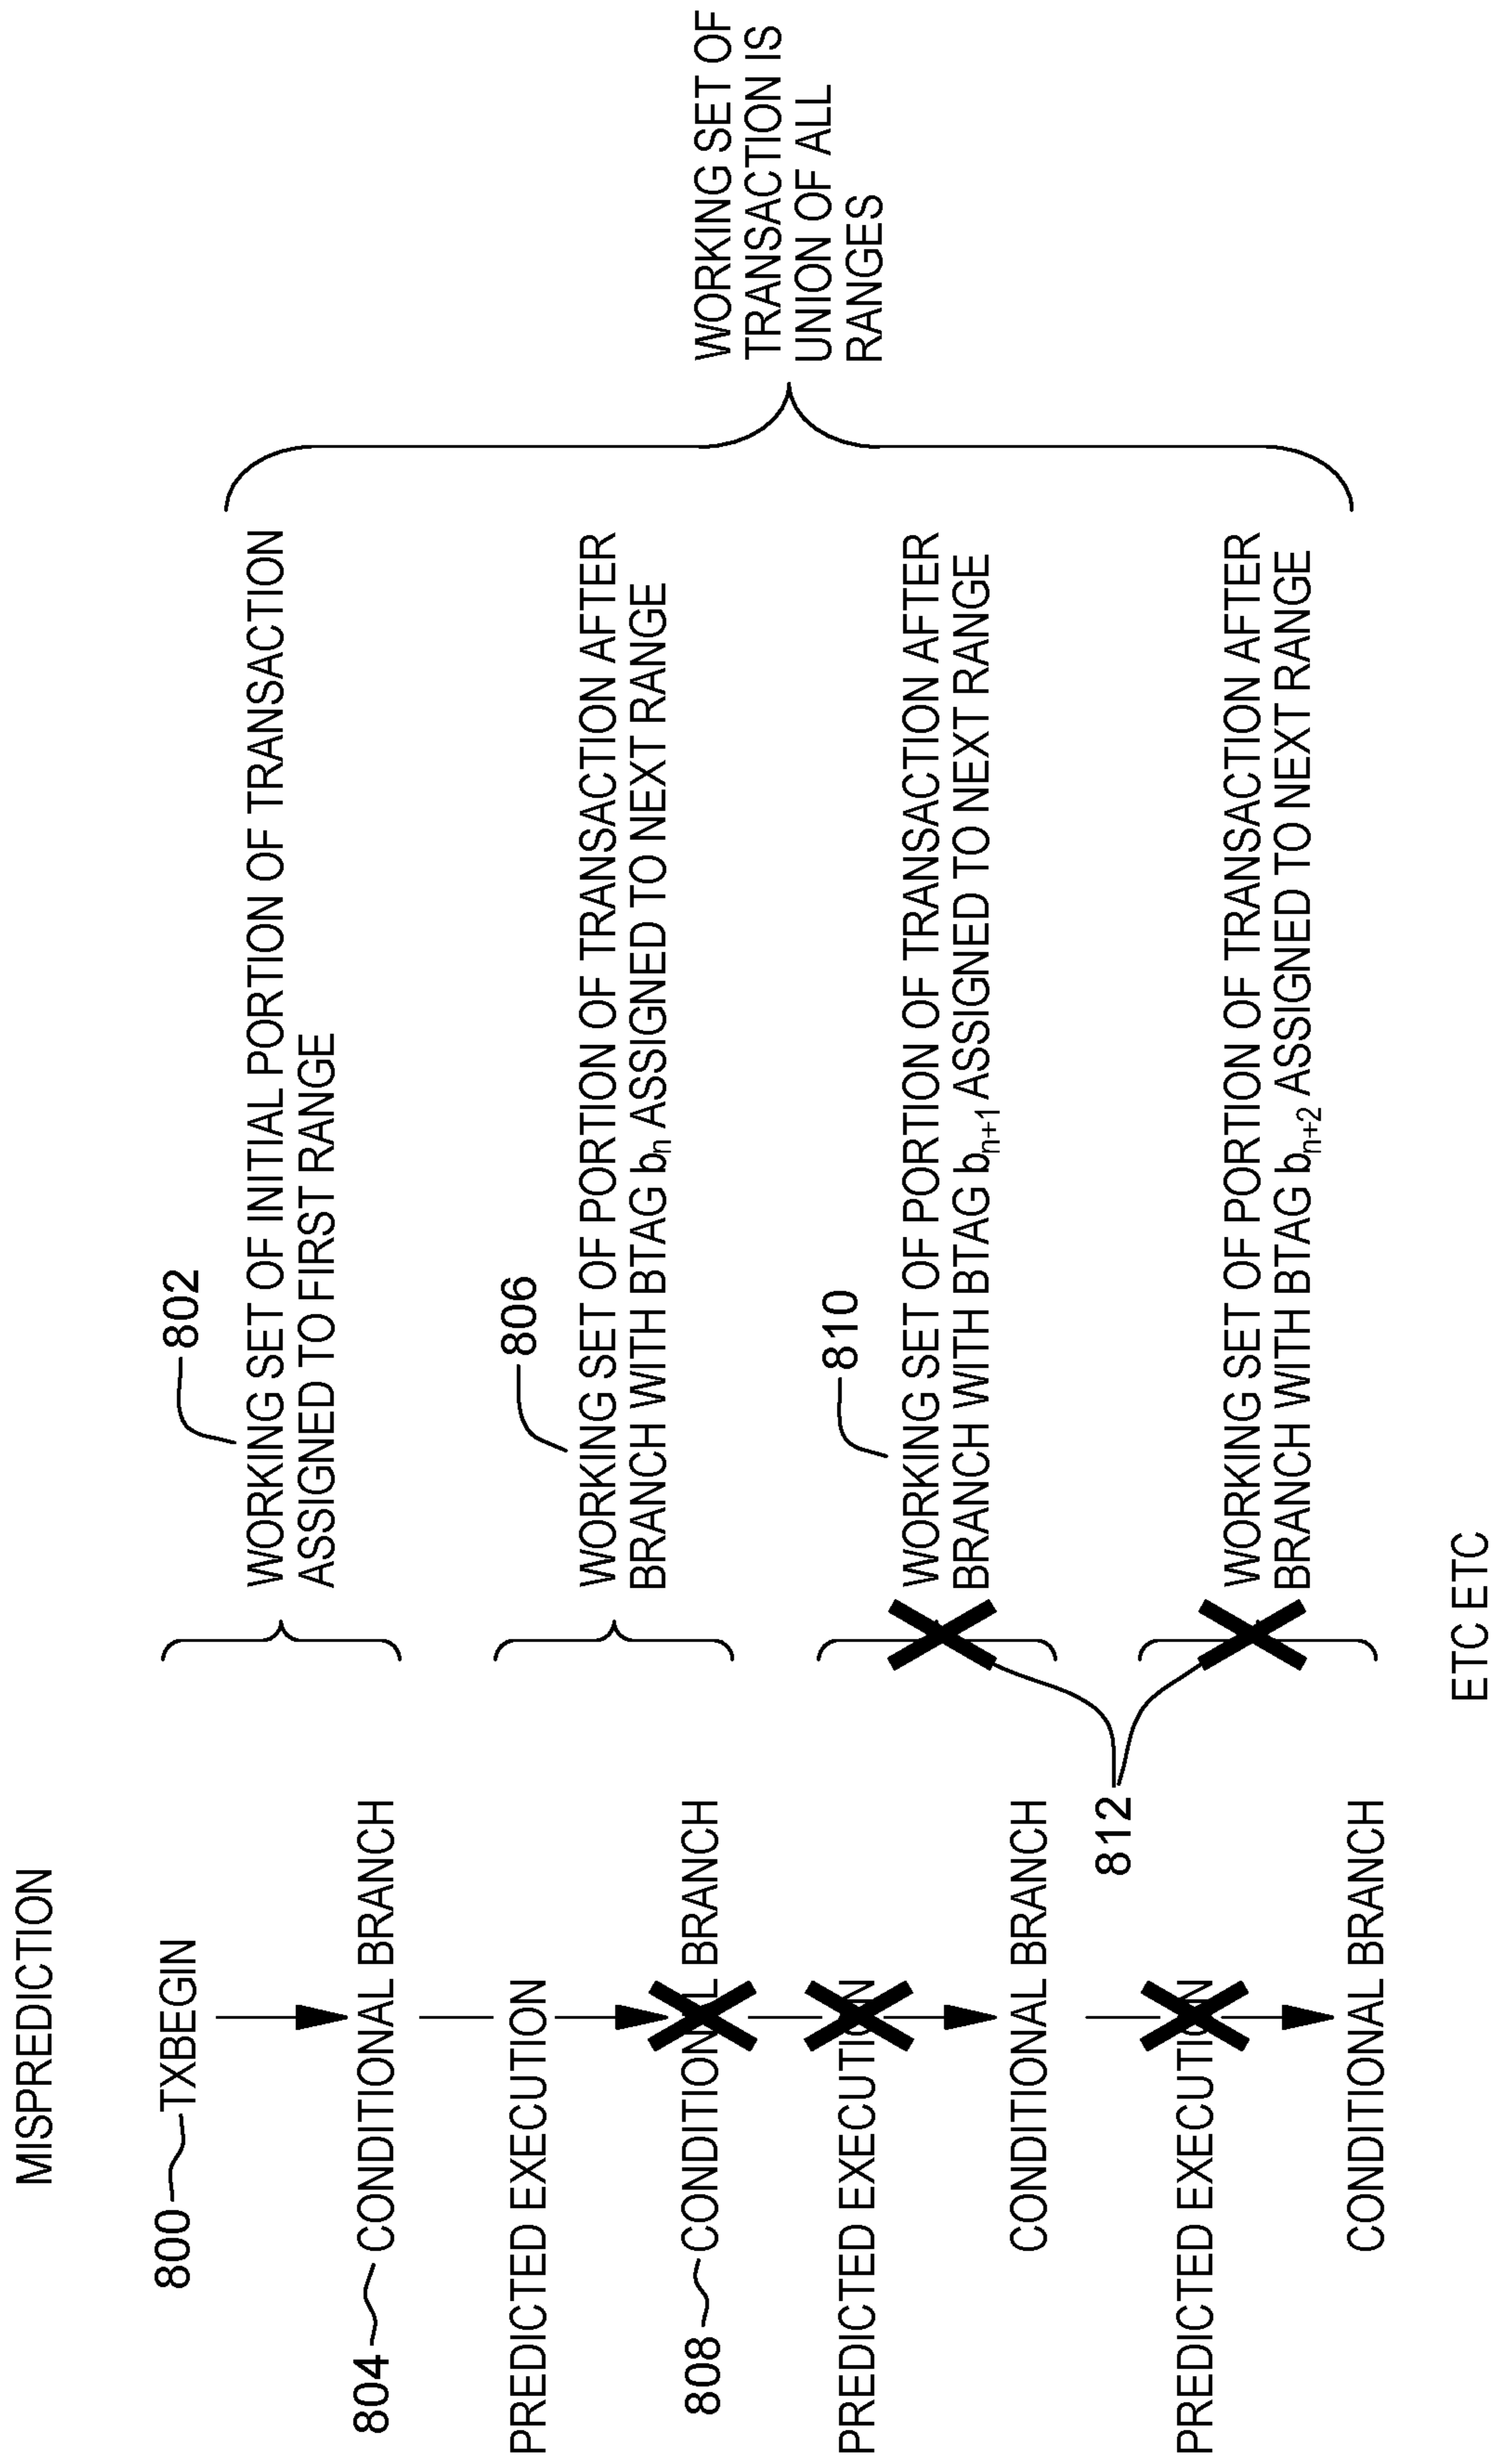 MISPREDICTION
800 TXBEGIN
802
WORKING SET OF INITIAL PORTION OF TRANSACTION
ASSIGNED TO FIRST RANGE
804 CONDITIONAL BRANCH
PREDICTED EXECUTION
806
WORKING SET OF PORTION OF TRANSACTION AFTER
BRANCH WITH BTAG bn ASSIGNED TO NEXT RANGE
808 CONDITIONAL BRANCH
PREDICTED EXECUTION
810
WORKING SET OF PORTION OF TRANSACTION AFTER
BRANCH WITH BTAG bn+1 ASSIGNED TO NEXT RANGE
CONDITIONAL BRANCH
812
PREDICTED EXECUTION
WORKING SET OF PORTION OF TRANSACTION AFTER
BRANCH WITH BTAG bn+2 ASSIGNED TO NEXT RANGE
CONDITIONAL BRANCH
ETC ETC
WORKING SET OF
TRANSACTION IS
UNION OF ALL
RANGES